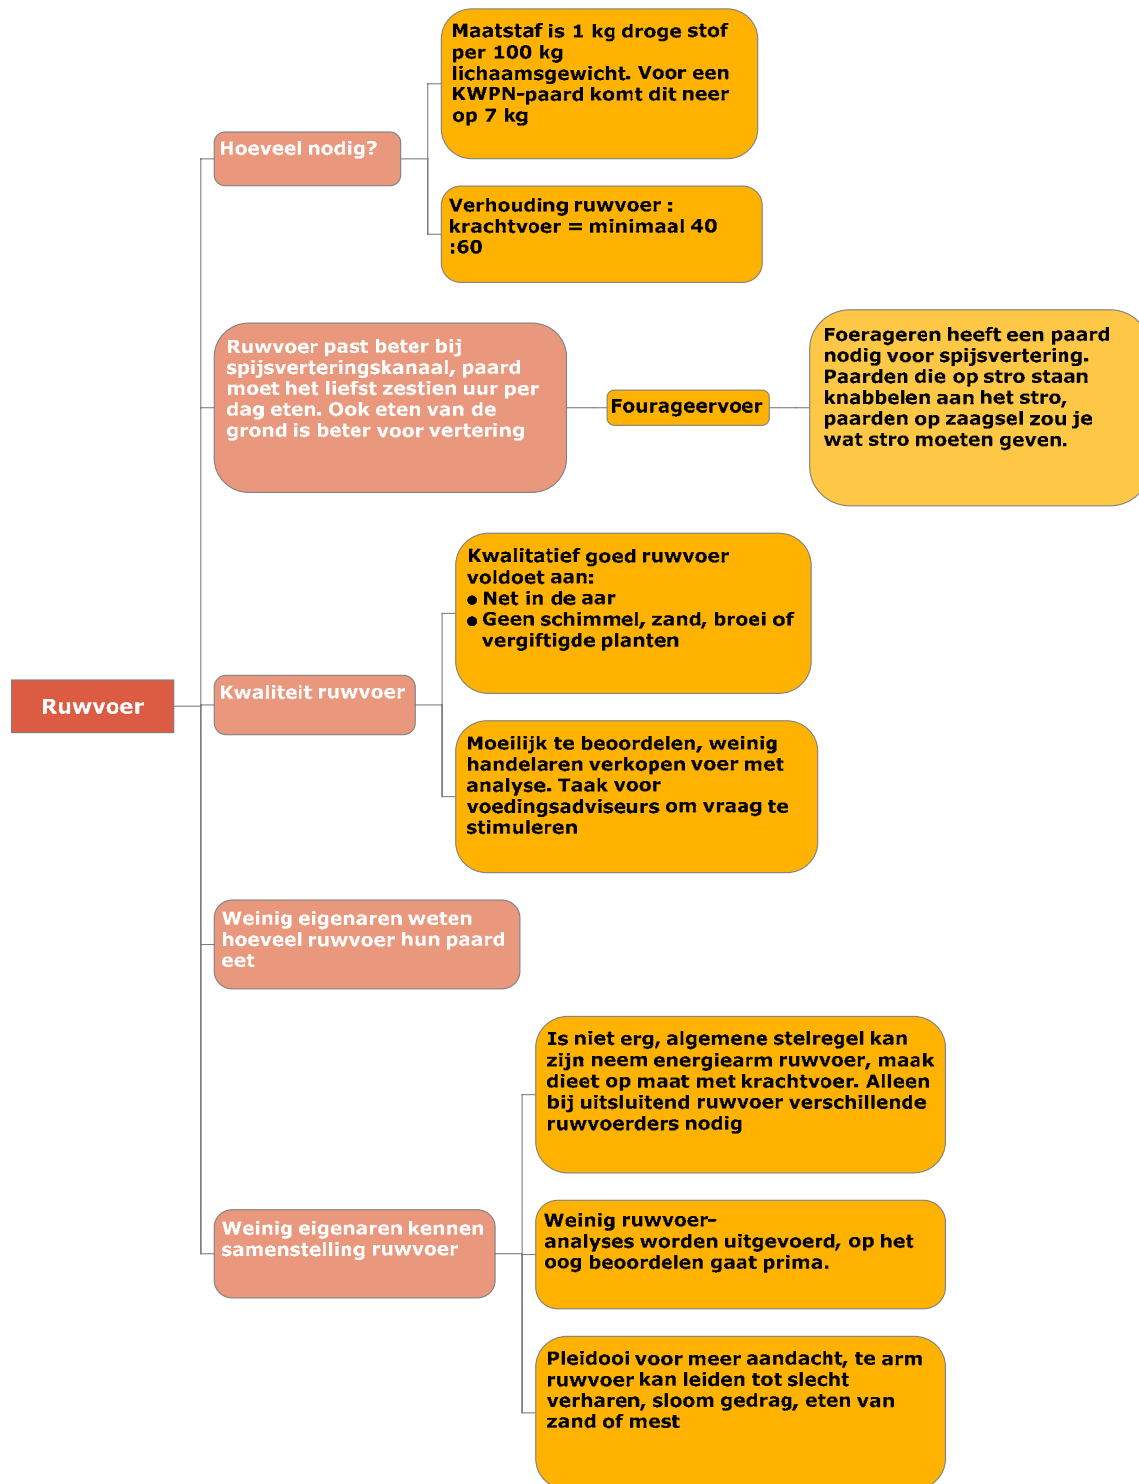 Maatstaf is 1 kg droge stof
per 100 kg
lichaamsgewicht. Voor een
KWPN-paard komt dit neer
op 7 kg
Hoeveel nodig?
Verhouding ruwvoer :
krachtvoer = minimaal 40
:60
Ruwvoer past beter bij
spijsverteringskanaal, paard
moet het liefst zestien uur per
dag eten. Ook eten van de
grond is beter voor vertering
Fourageervoer
Foerageren heeft een paard
nodig voor spijsvertering.
Paarden die op stro staan
knabbelen aan het stro,
paarden op zaagsel zou je
wat stro moeten geven.
Kwalitatief goed ruwvoer
voldoet aan:
● Net in de aar
● Geen schimmel, zand, broei of
vergiftigde planten
Kwaliteit ruwvoer
Ruwvoer
Moeilijk te beoordelen, weinig
handelaren verkopen voer met
analyse. Taak voor
voedingsadviseurs om vraag te
stimuleren
Weinig eigenaren weten
hoeveel ruwvoer hun paard
eet
Is niet erg, algemene stelregel kan
zijn neem energiearm ruwvoer, maak
dieet op maat met krachtvoer. Alleen
bij uitsluitend ruwvoer verschillende
ruwvoerders nodig
Weinig eigenaren kennen
samenstelling ruwvoer
Weinig ruwvoer-
analyses worden uitgevoerd, op het
oog beoordelen gaat prima.
Pleidooi voor meer aandacht, te arm
ruwvoer kan leiden tot slecht
verharen, sloom gedrag, eten van
zand of mest